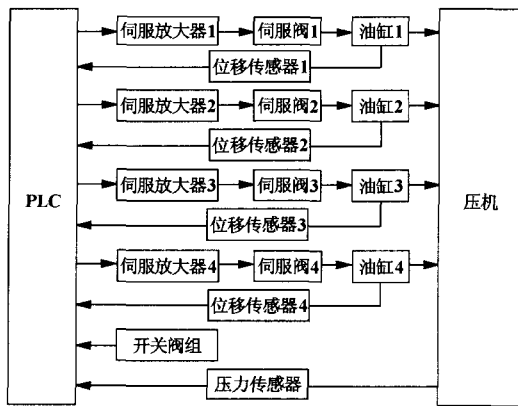 伺服放大器1
伺服阀1
油缸1
位移传感器1
伺服放大器2
伺服阀2
油缸2
位移传感器2
伺服放大器3
伺服阀3
油缸3
PLC
压机
位移传感器3
伺服放大器4
伺服阀4
油缸4
位移传感器4
开关阀组
压力传感器